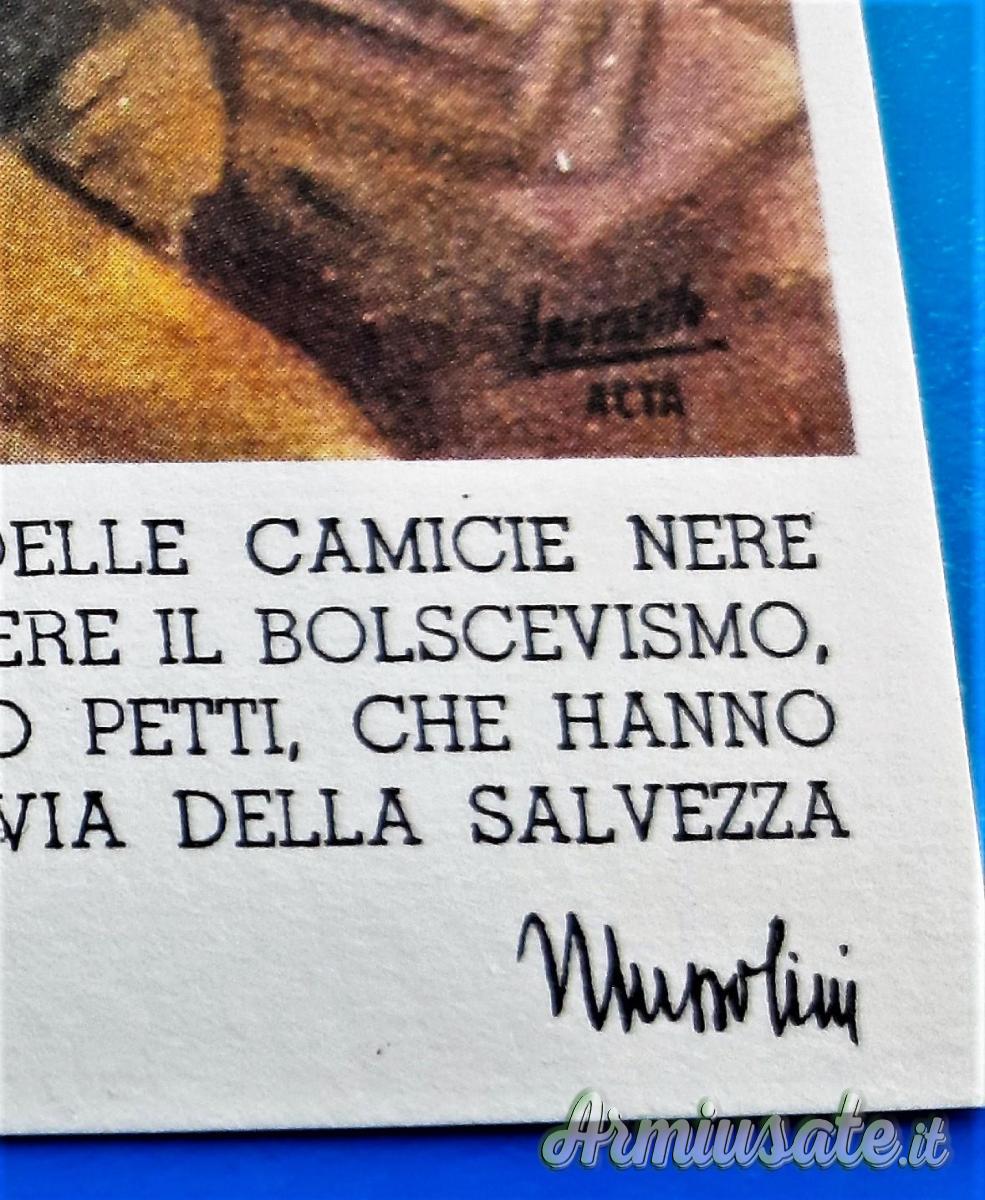 ACTA
DELLE CAMICIE NERE
ERE IL BOLSCEVISMO,
O PETTI, CHE HANNO
VIA DELLA SALVEZZA
Mussolini
Armiusate.it